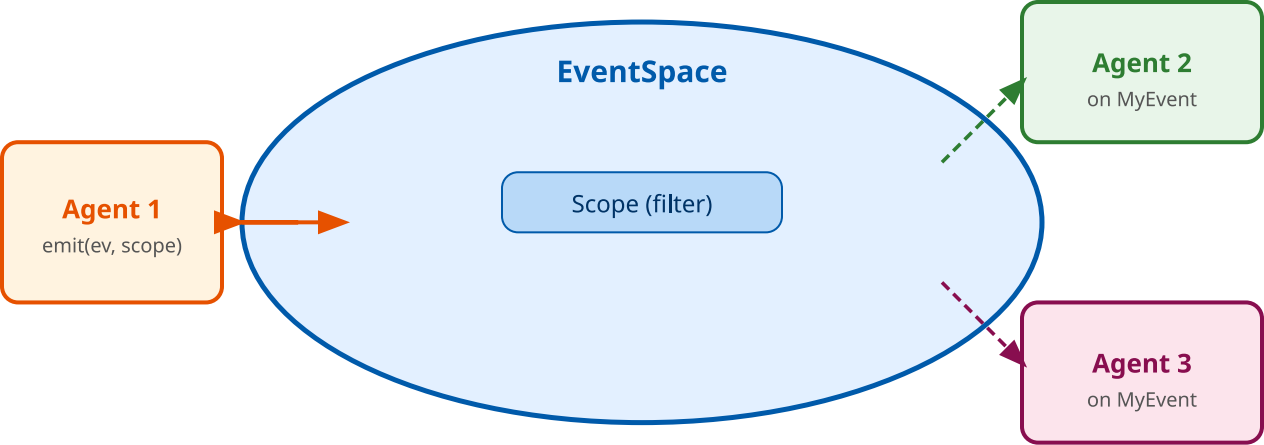 EventSpace
Agent 1
emit(ev, scope)
Scope (filter)
Agent 2
on MyEvent
Agent 3
on MyEvent